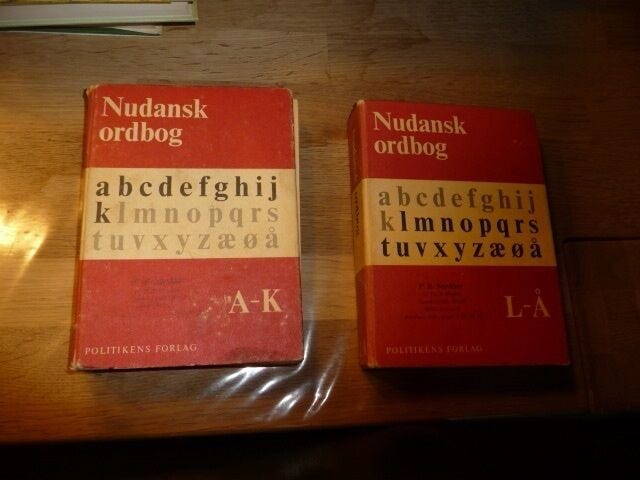 Nudansk
ordbog
abcdefghij
klmnopqrs
tuvxyzæøå
A-K
POLITIKENS FORLAG
Nudansk
ordbog
abcdefghij
klmnopqrs
tuvxyzæøå
L-Å
POLITIKENS FORLAG